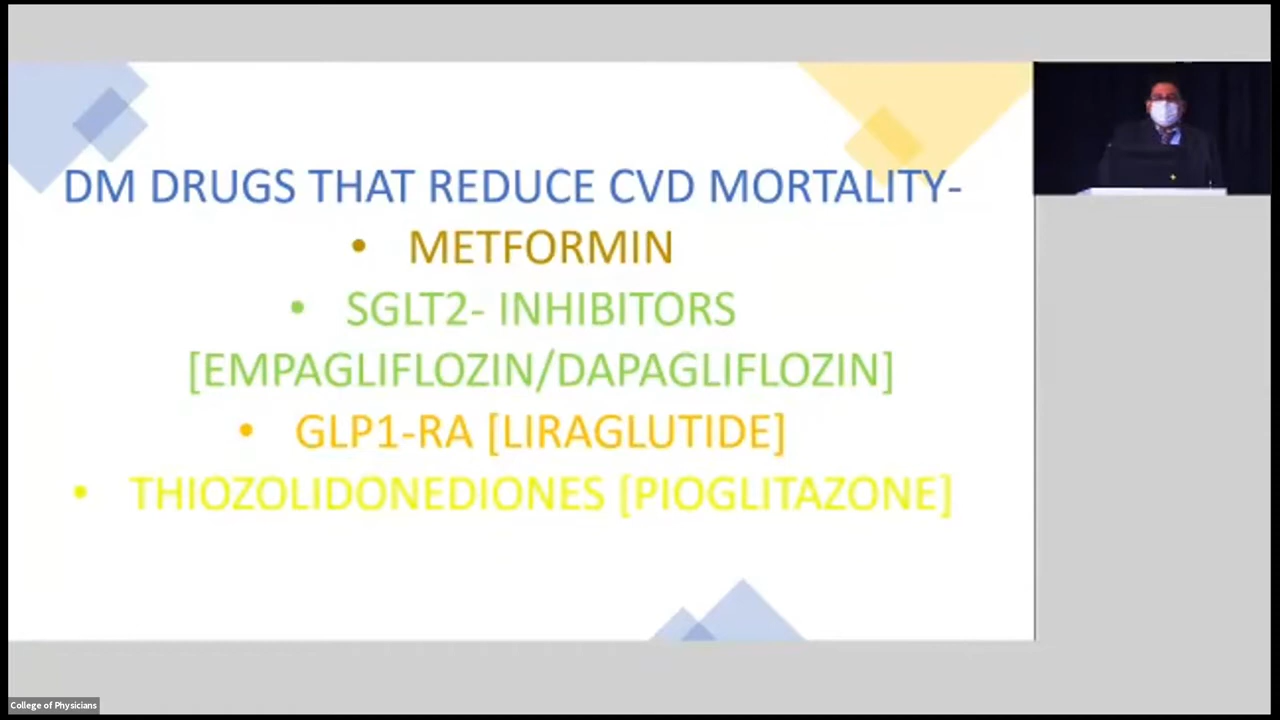 DM DRUGS THAT REDUCE CVD MORTALITY-
• METFORMIN
• SGLT2- INHIBITORS
[EMPAGLIFLOZIN/DAPAGLIFLOZIN]
• GLP1-RA [LIRAGLUTIDE]
• THIOZOLIDONEDIONES [PIOGLITAZONE]
College of Physicians